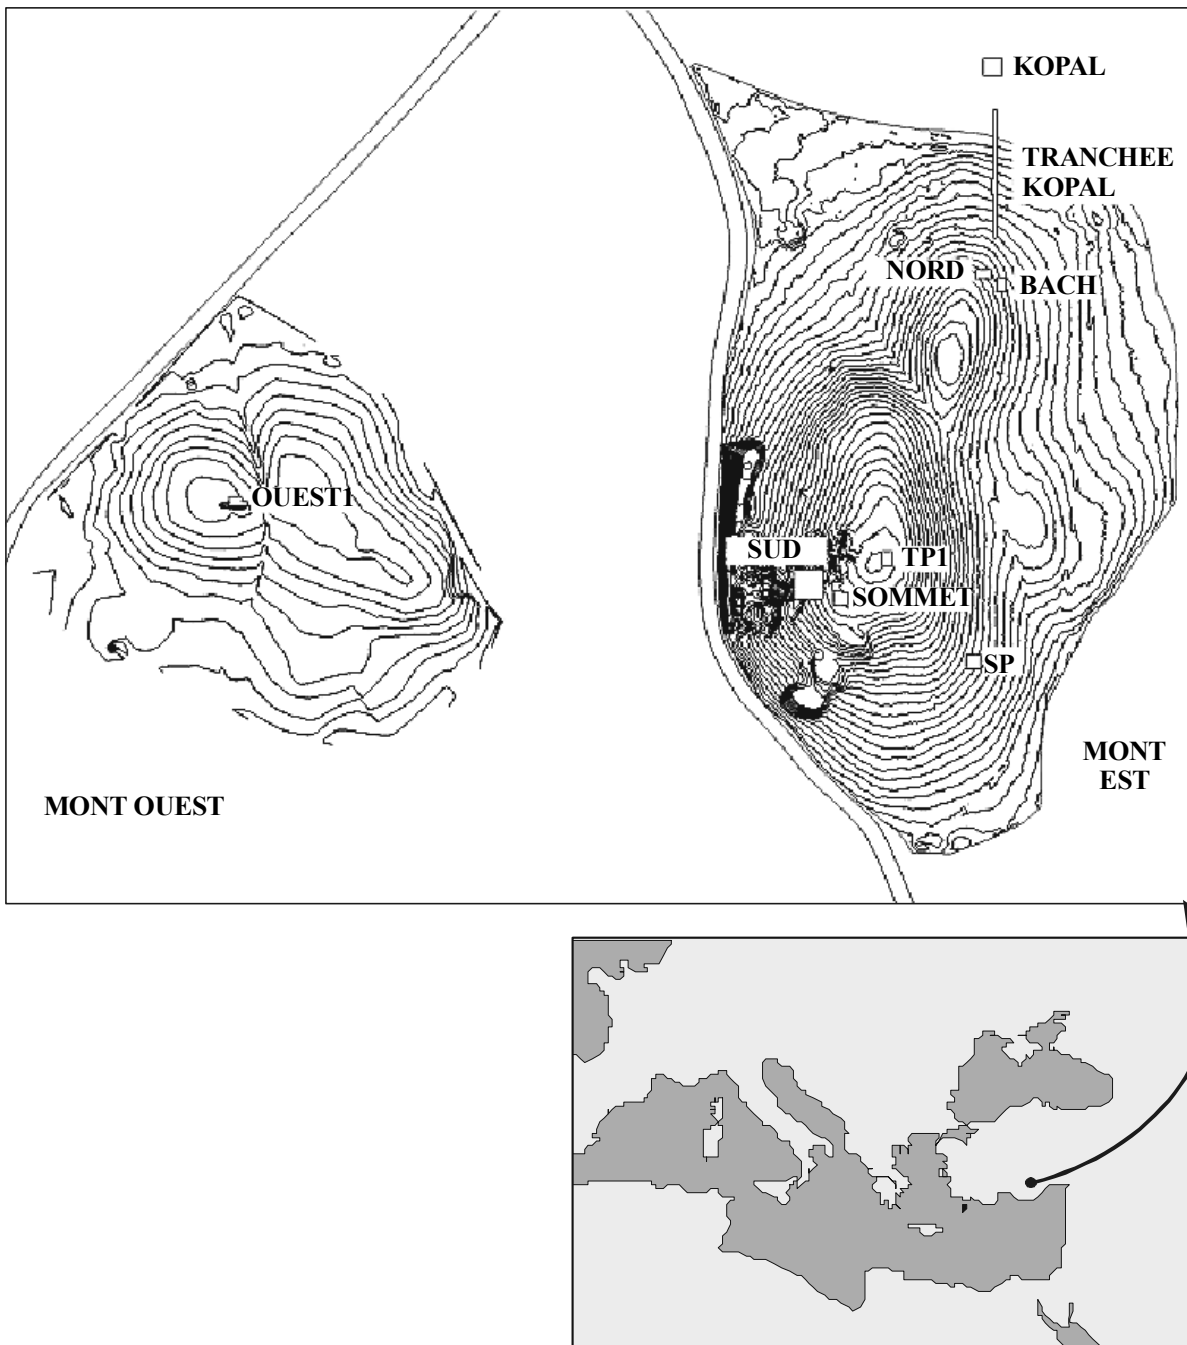 KOPAL
TRANCHEE
KOPAL
NORD
BACH
OUEST1
SUD
TP1
SOMMET
SP
MONT
EST
MONT OUEST